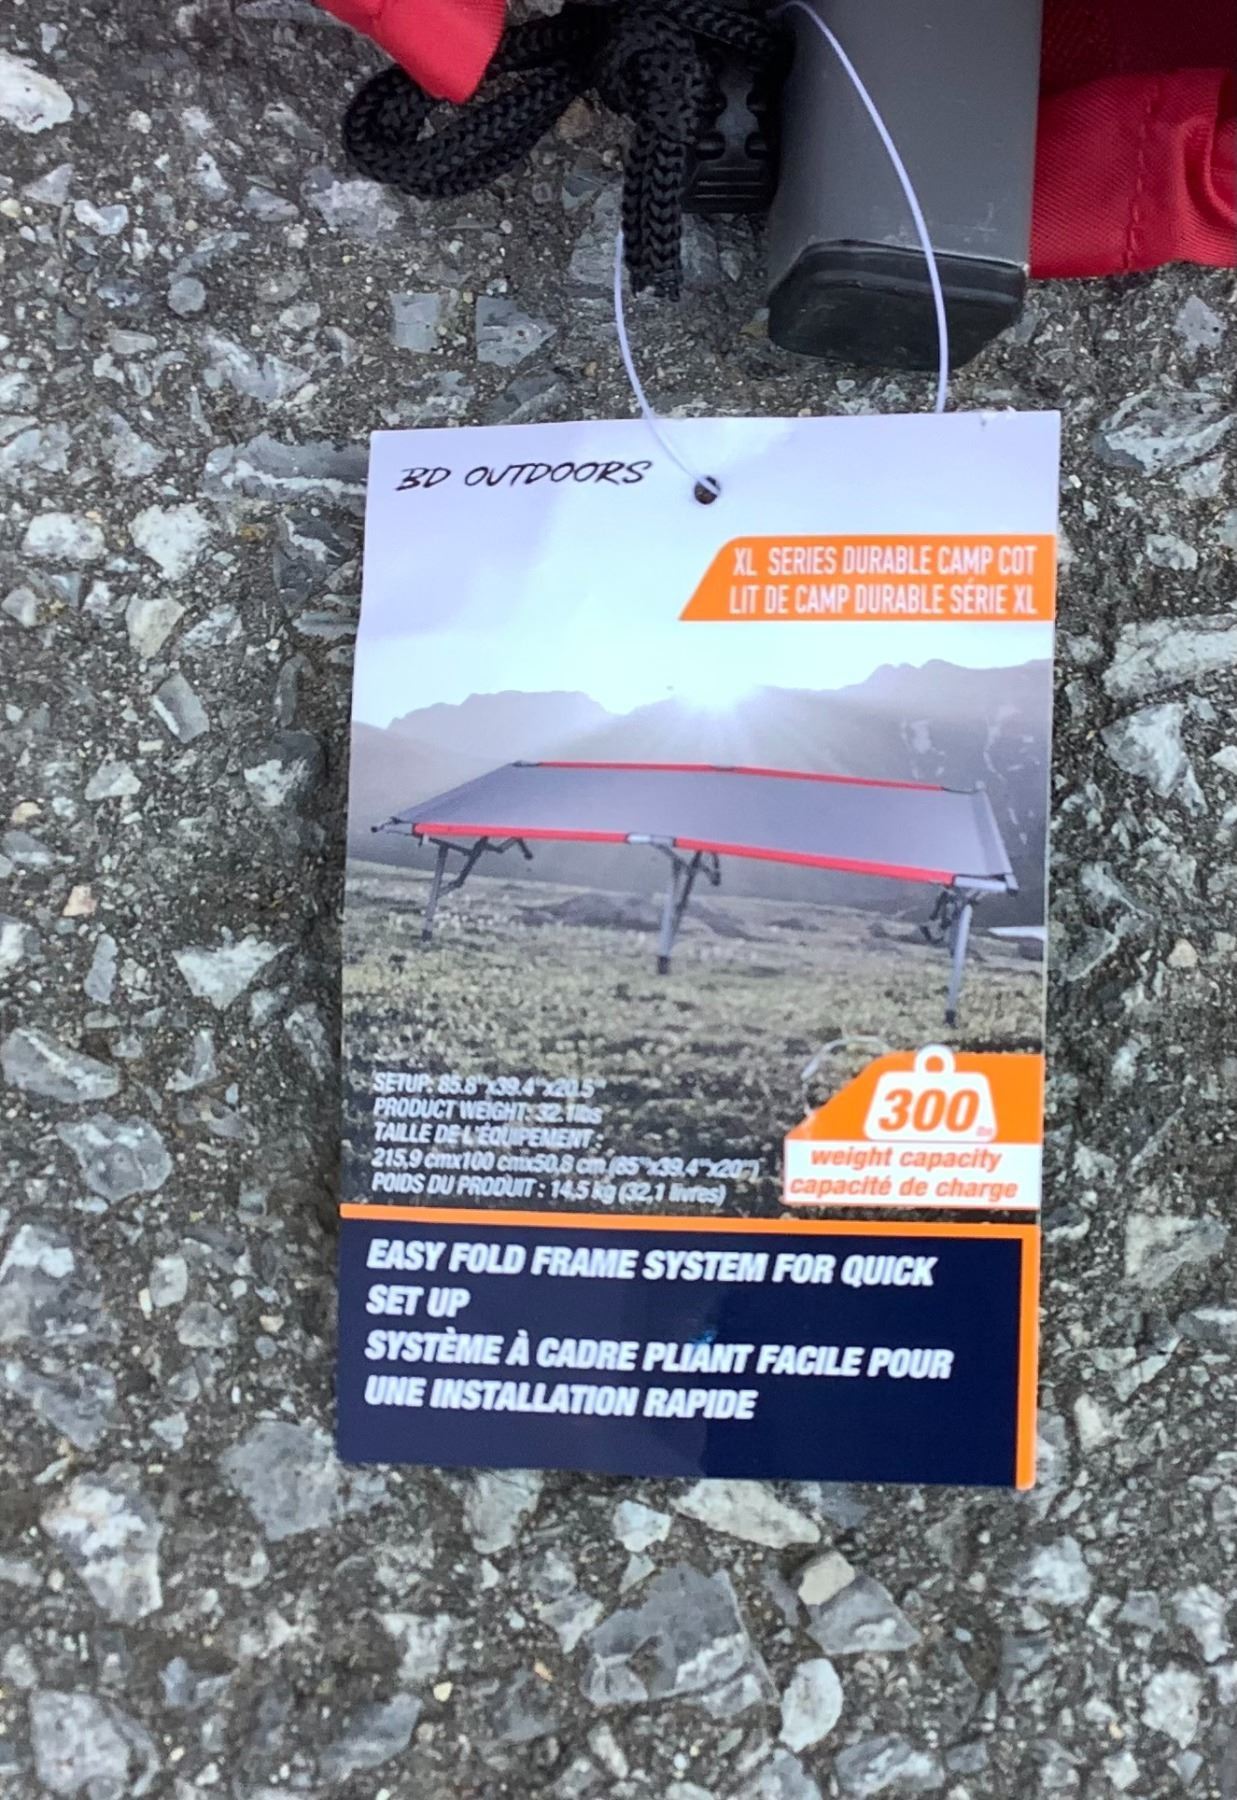 BD OUTDOORS
XL SERIES DURABLE CAMP COT
LIT DE CAMP DURABLE SÉRIE XL
SETUP: 85.8"x39.4"x20.5"
PRODUCT WEIGHT: 32.1lbs
TAILLE DE L'ÉQUIPEMENT :
215,9 cmx100 cmx50,8 cm (85"x39.4"x20")
POIDS DU PRODUIT : 14,5 kg (32.1 livres)
300 lbs
weight capacity
capacité de charge
EASY FOLD FRAME SYSTEM FOR QUICK
SET UP
SYSTÈME À CADRE PLIANT FACILE POUR
UNE INSTALLATION RAPIDE